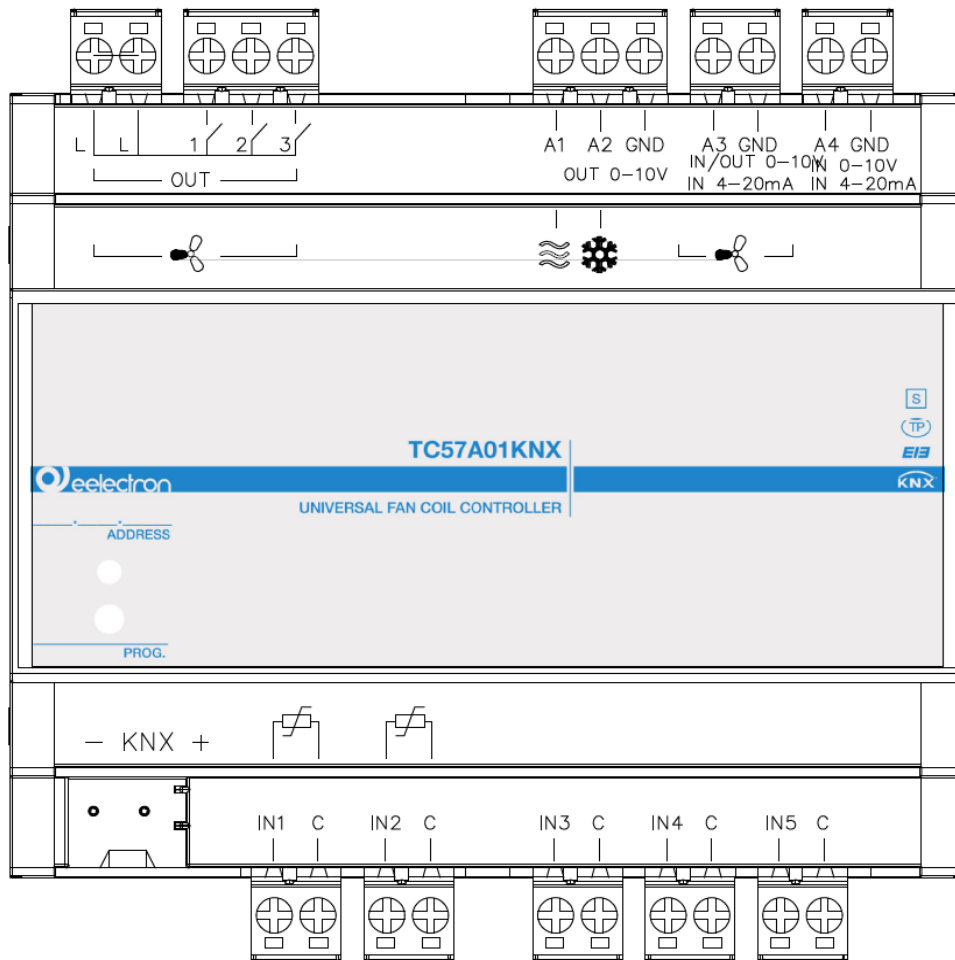 L L 1 2 3 A1 A2 GND A3 GND A4 GND
OUT OUT 0-10V IN/OUT 0-10V IN 0-10V
IN 4-20mA IN 4-20mA
S
TP
TC57A01KNX EIB
eelectron KNX
UNIVERSAL FAN COIL CONTROLLER
ADDRESS
PROG.
- KNX +
IN1 C IN2 C IN3 C IN4 C IN5 C